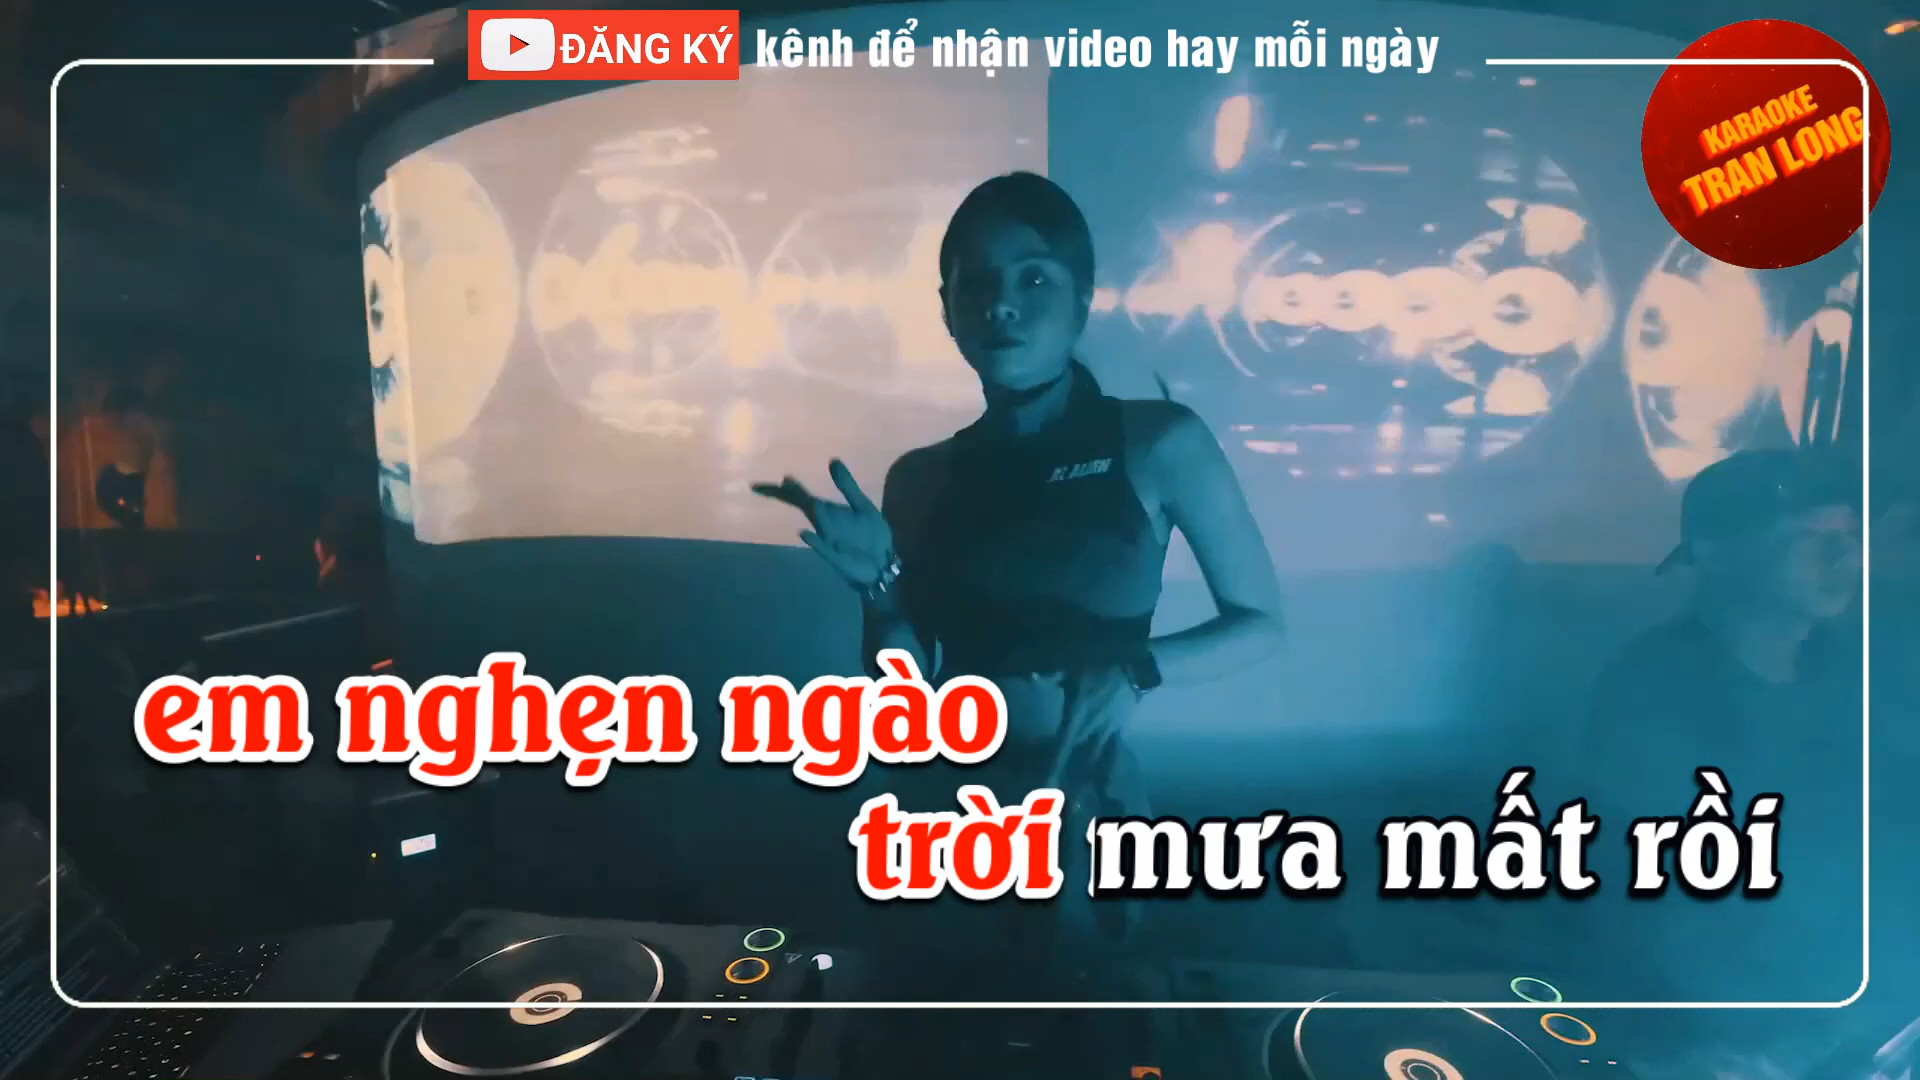 ĐĂNG KÝ kênh để nhận video hay mỗi ngày
KARAOKE
TRAN LONG
em nghẹn ngào
trời mưa mất rồi